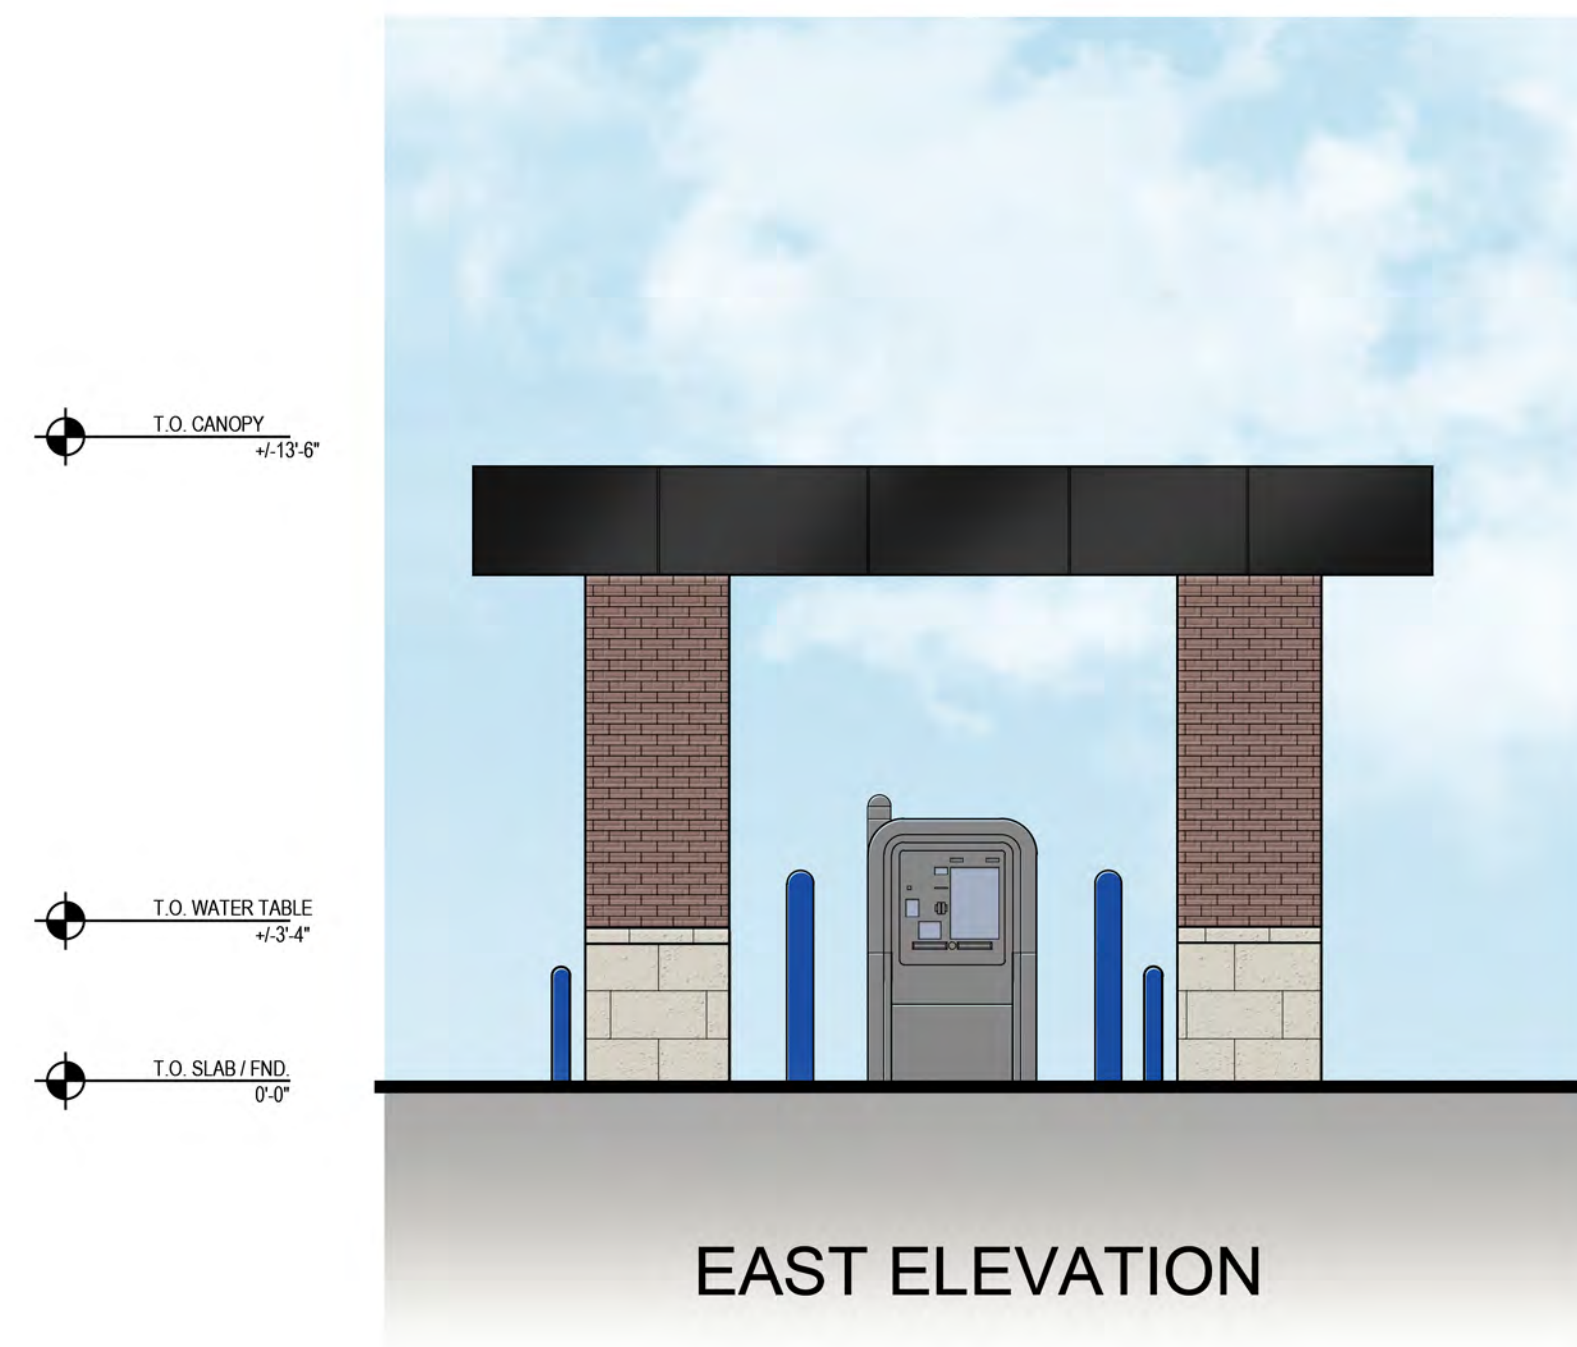 T.O. CANOPY
+/-13'-6"
T.O. WATER TABLE
+/-3'-4"
T.O. SLAB / FND.
0'-0"
EAST ELEVATION